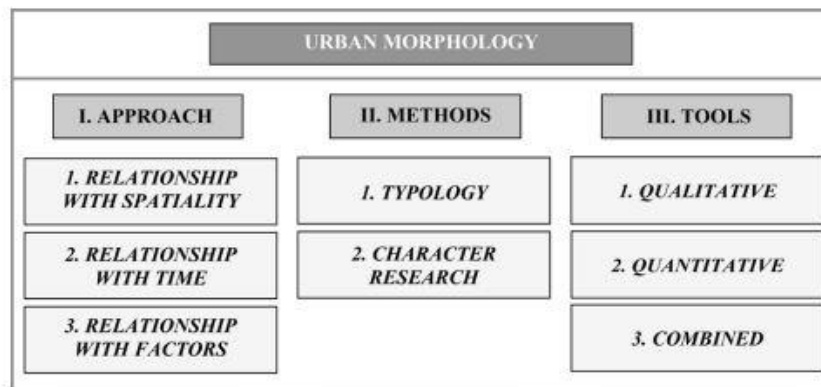 URBAN MORPHOLOGY
I. APPROACH
1. RELATIONSHIP
WITH SPATIALITY
2. RELATIONSHIP
WITH TIME
3. RELATIONSHIP
WITH FACTORS
II. METHODS
1. TYPOLOGY
2. CHARACTER
RESEARCH
III. TOOLS
1. QUALITATIVE
2. QUANTITATIVE
3. COMBINED